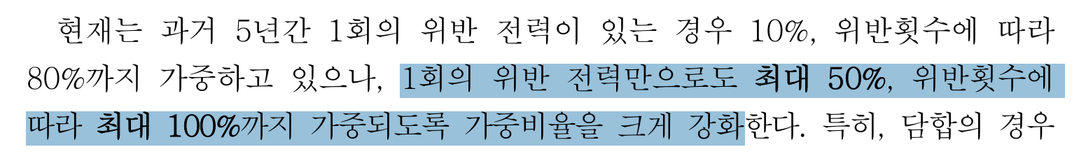 현재는 과거 5년간 1회의 위반 전력이 있는 경우 10%, 위반횟수에 따라
80%까지 가중하고 있으나, 1회의 위반 전력만으로도 최대 50%, 위반횟수에
따라 최대 100%까지 가중되도록 가중비율을 크게 강화한다. 특히, 담합의 경우